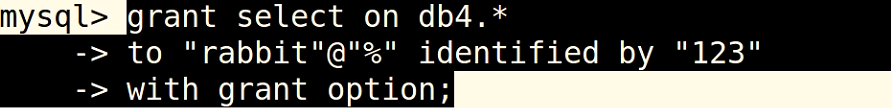 mysql> grant select on db4.*
-> to "rabbit"@"%" identified by "123"
-> with grant option;